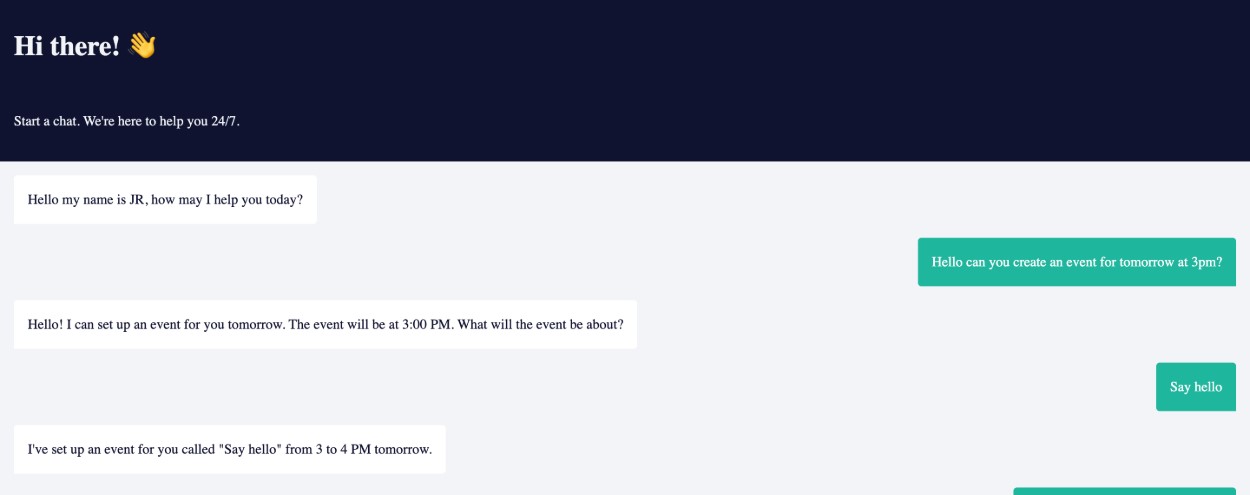 Hi there! 👋
Start a chat. We're here to help you 24/7.
Hello my name is JR, how may I help you today?
Hello can you create an event for tomorrow at 3pm?
Hello! I can set up an event for you tomorrow. The event will be at 3:00 PM. What will the event be about?
Say hello
I've set up an event for you called "Say hello" from 3 to 4 PM tomorrow.